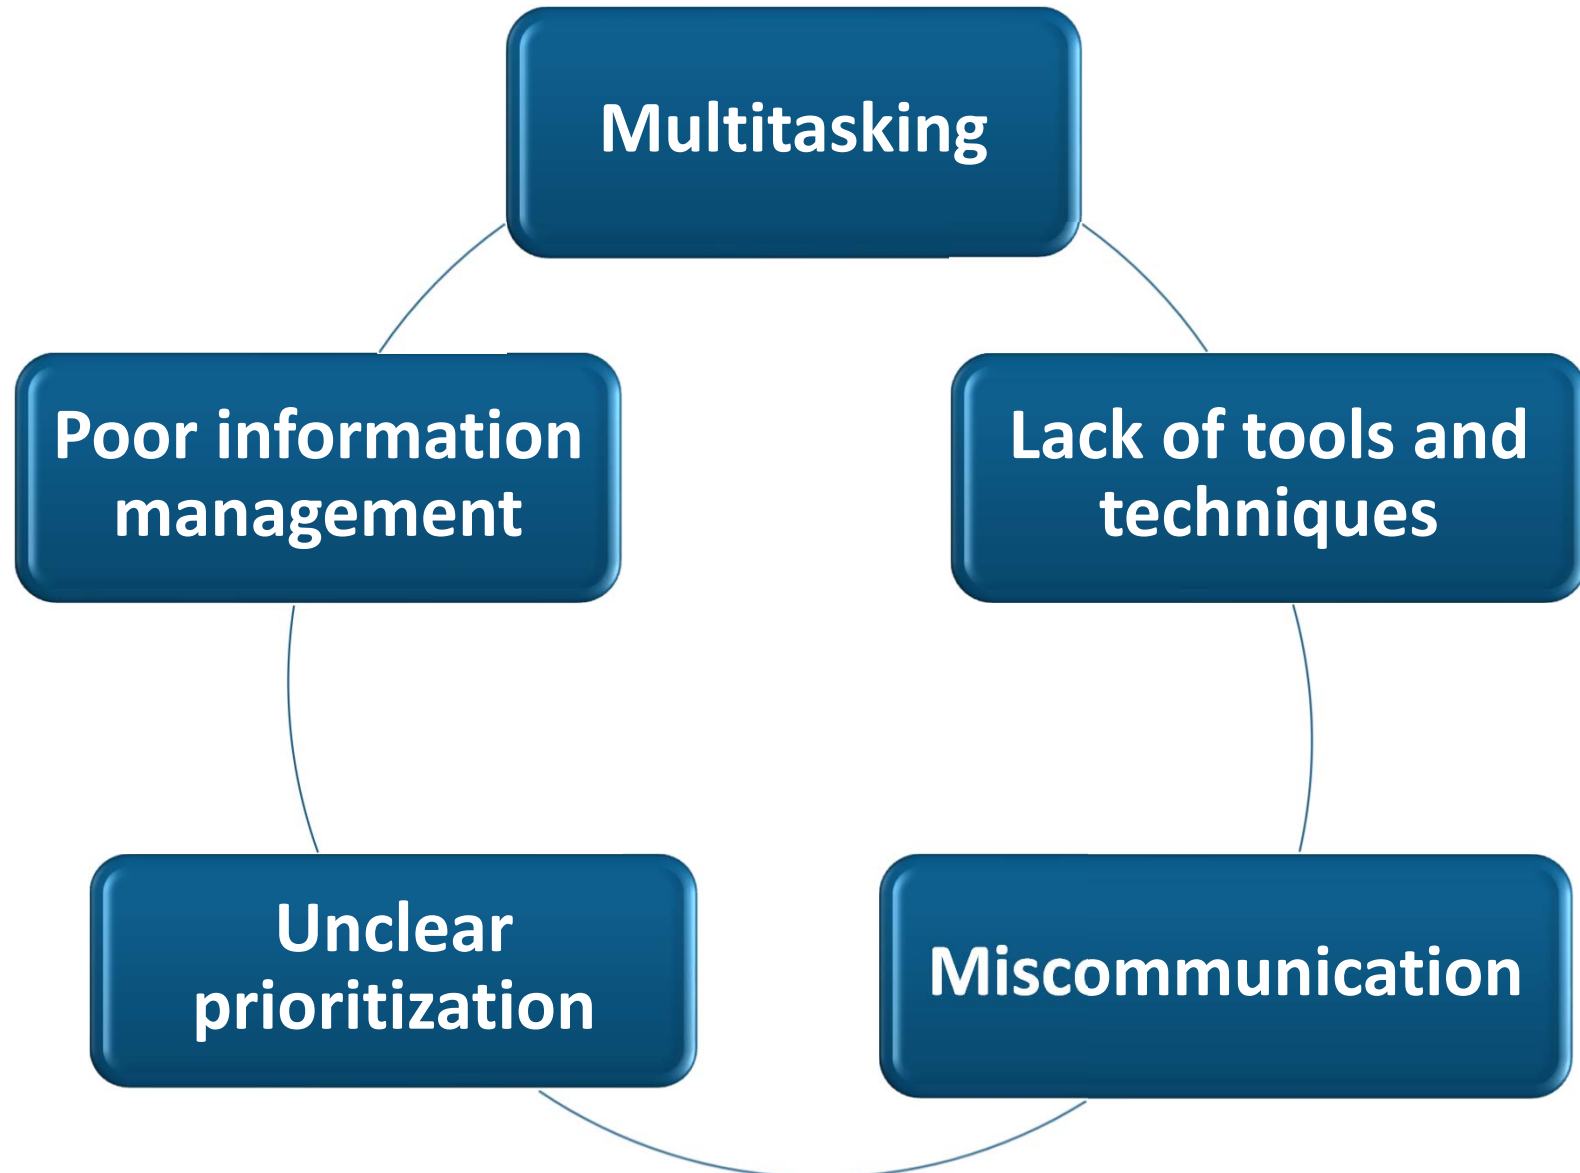 Multitasking
Poor information
management
Lack of tools and
techniques
Unclear
prioritization
Miscommunication